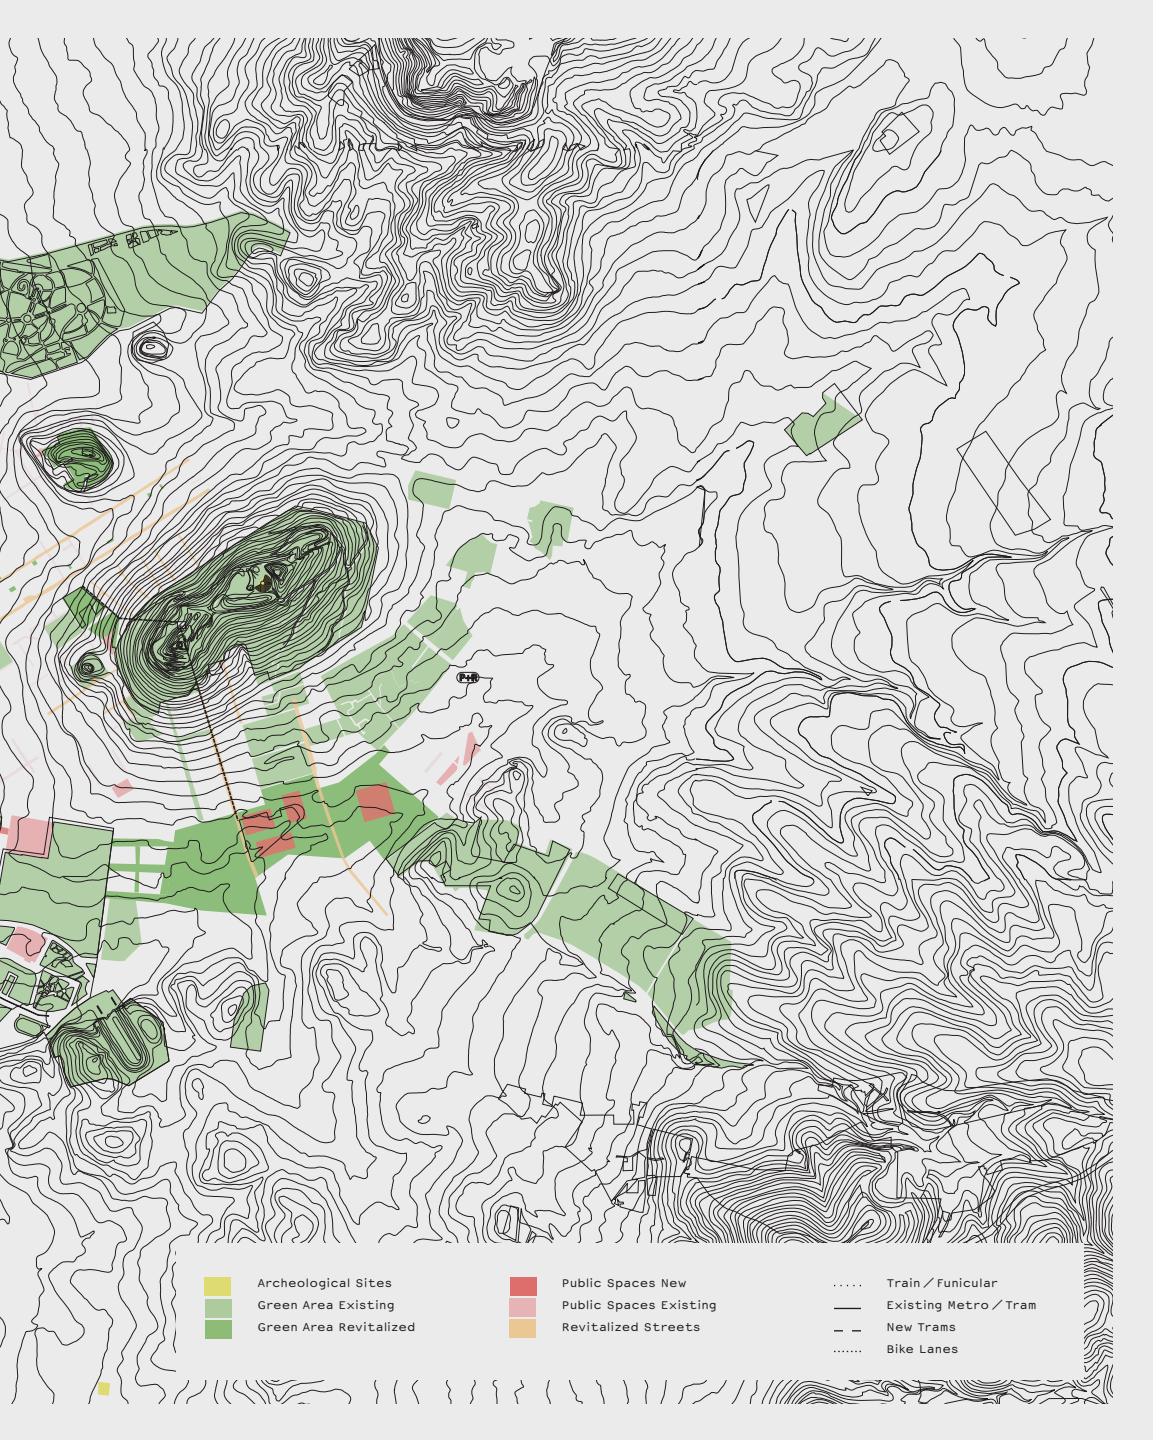 P+R
Archeological Sites
Green Area Existing
Green Area Revitalized
Public Spaces New
Public Spaces Existing
Revitalized Streets
Train／Funicular
Existing Metro／Tram
New Trams
Bike Lanes